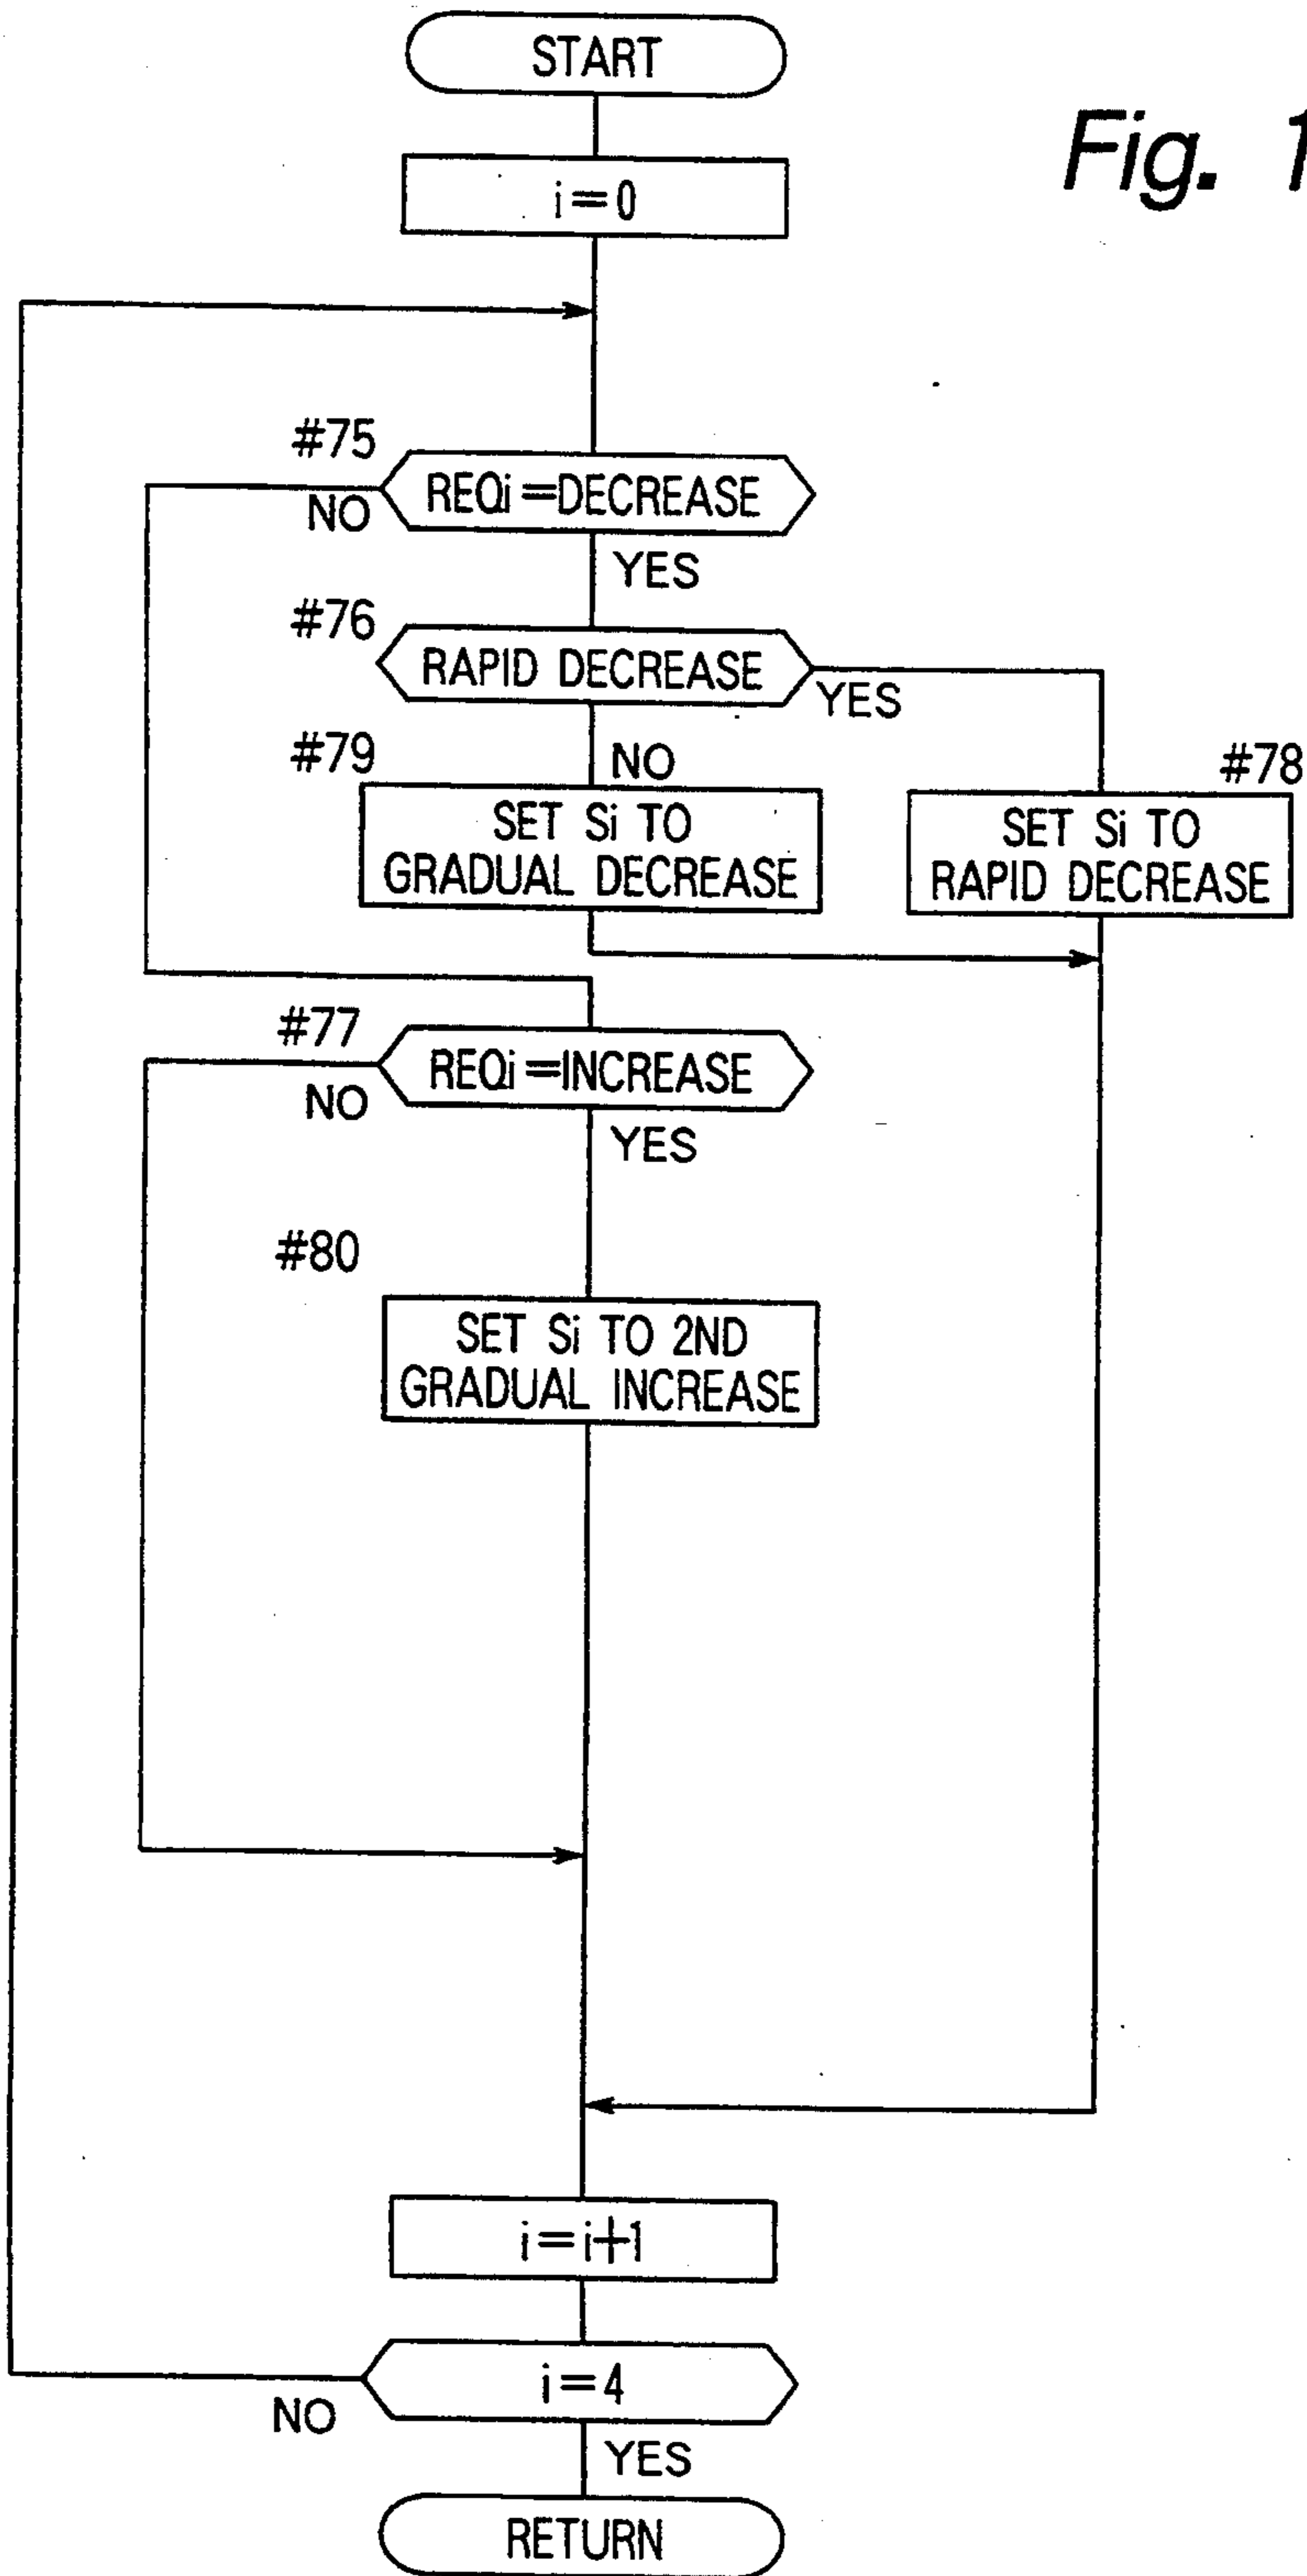 START
Fig. 1
i=0
#75
REQi=DECREASE
NO
YES
#76
RAPID DECREASE
YES
#79
NO
#78
SET Si TO
GRADUAL DECREASE
SET Si TO
RAPID DECREASE
#77
REQi=INCREASE
NO
YES
#80
SET Si TO 2ND
GRADUAL INCREASE
i=i+1
i=4
NO
YES
RETURN